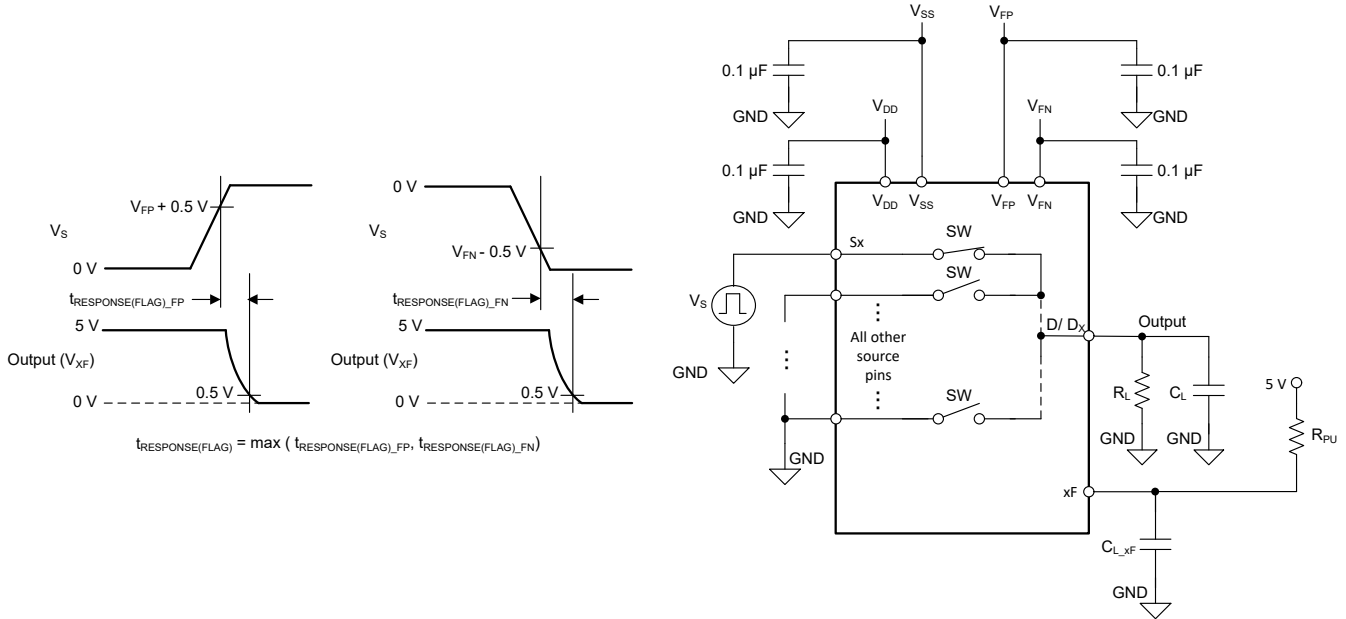 V_FP + 0.5 V
V_S
0 V
t_RESPONSE(FLAG)_FP
5 V
Output (V_XF)
0.5 V
0 V
0 V
V_S
V_FN - 0.5 V
t_RESPONSE(FLAG)_FN
5 V
Output (V_XF)
0.5 V
0 V
t_RESPONSE(FLAG) = max ( t_RESPONSE(FLAG)_FP, t_RESPONSE(FLAG)_FN)
V_SS
V_FP
0.1 µF
0.1 µF
GND
V_DD
V_FN
GND
0.1 µF
0.1 µF
GND
V_DD
V_SS
V_FP
V_FN
GND
Sx
SW
SW
V_S
GND
...
...
All other
source
pins
...
SW
GND
D/ D_X
Output
R_L
C_L
GND
GND
5 V
R_PU
xF
C_L_xF
GND